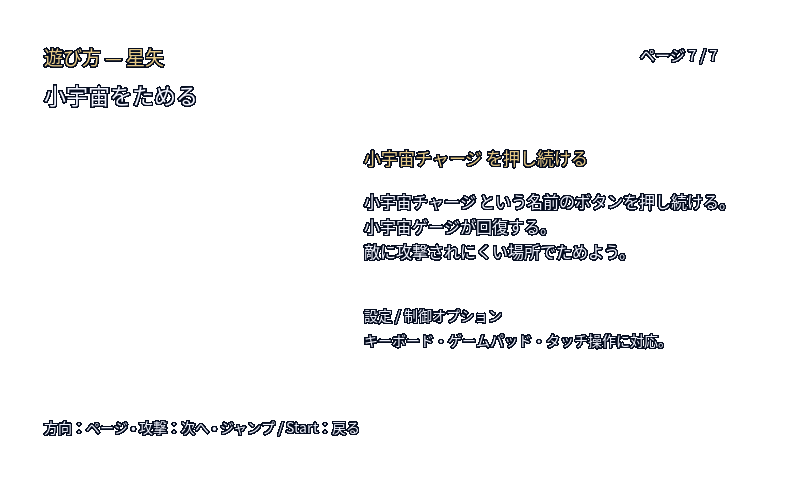 遊び方 — 星矢
ページ 7 / 7
小宇宙をためる
小宇宙チャージ を押し続ける
小宇宙チャージ という名前のボタンを押し続ける。
小宇宙ゲージが回復する。
敵に攻撃されにくい場所でためよう。
設定 / 制御オプション
キーボード・ゲームパッド・タッチ操作に対応。
方向：ページ・攻撃：次へ・ジャンプ / Start：戻る